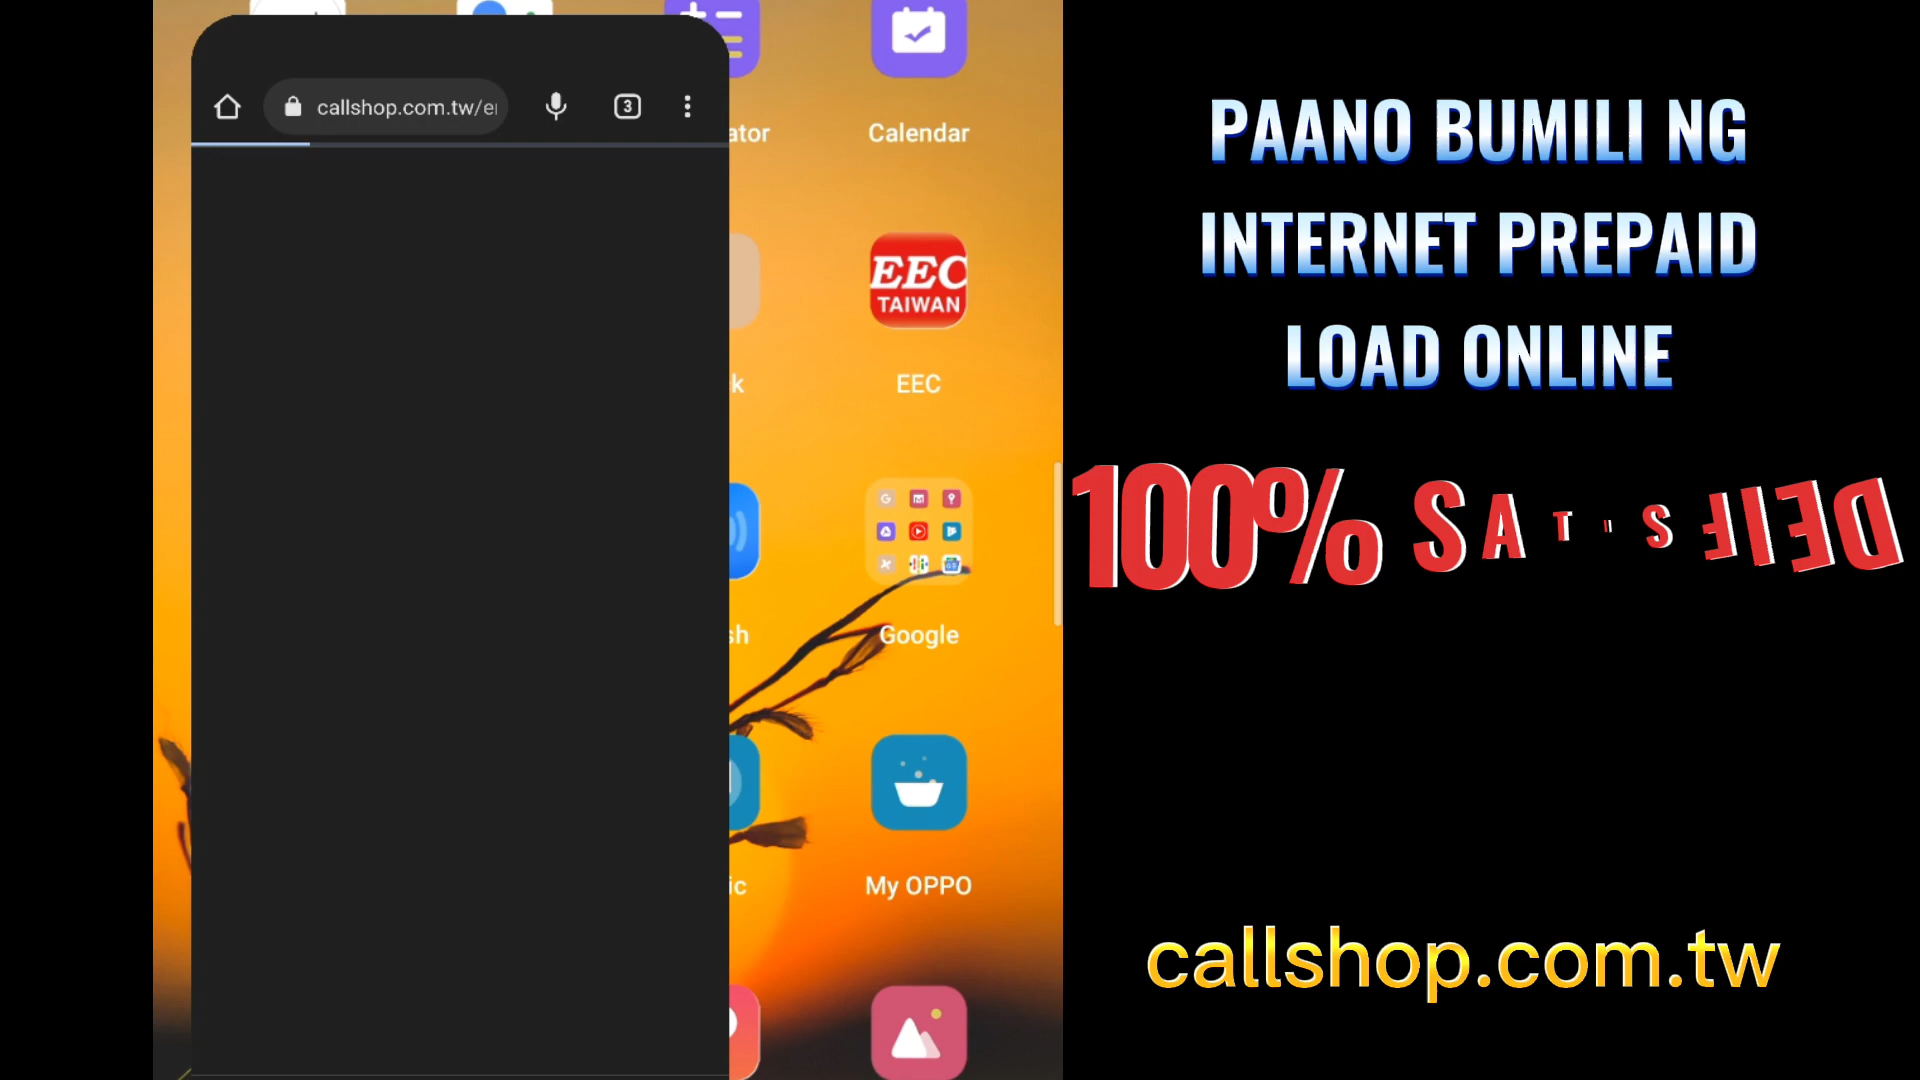 callshop.com.tw/e
3
ator
Calendar
EEC
TAIWAN
k
EEC
sh
Google
ic
My OPPO
PAANO BUMILI NG
INTERNET PREPAID
LOAD ONLINE
100% SATISFIED
callshop.com.tw